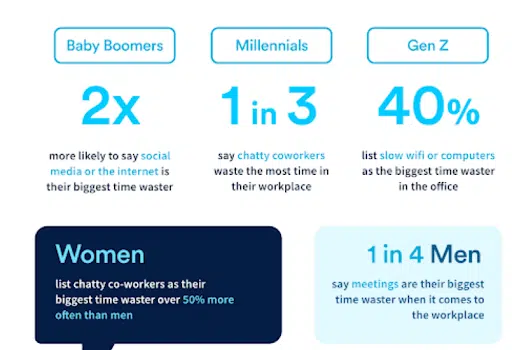 Baby Boomers
Millennials
Gen Z
2x
1 in 3
40%
more likely to say social
media or the internet is
their biggest time waster
say chatty coworkers
waste the most time in
their workplace
list slow wifi or computers
as the biggest time waster
in the office
Women
list chatty co-workers as their
biggest time waster over 50% more
often than men
1 in 4 Men
say meetings are their biggest
time waster when it comes to
the workplace